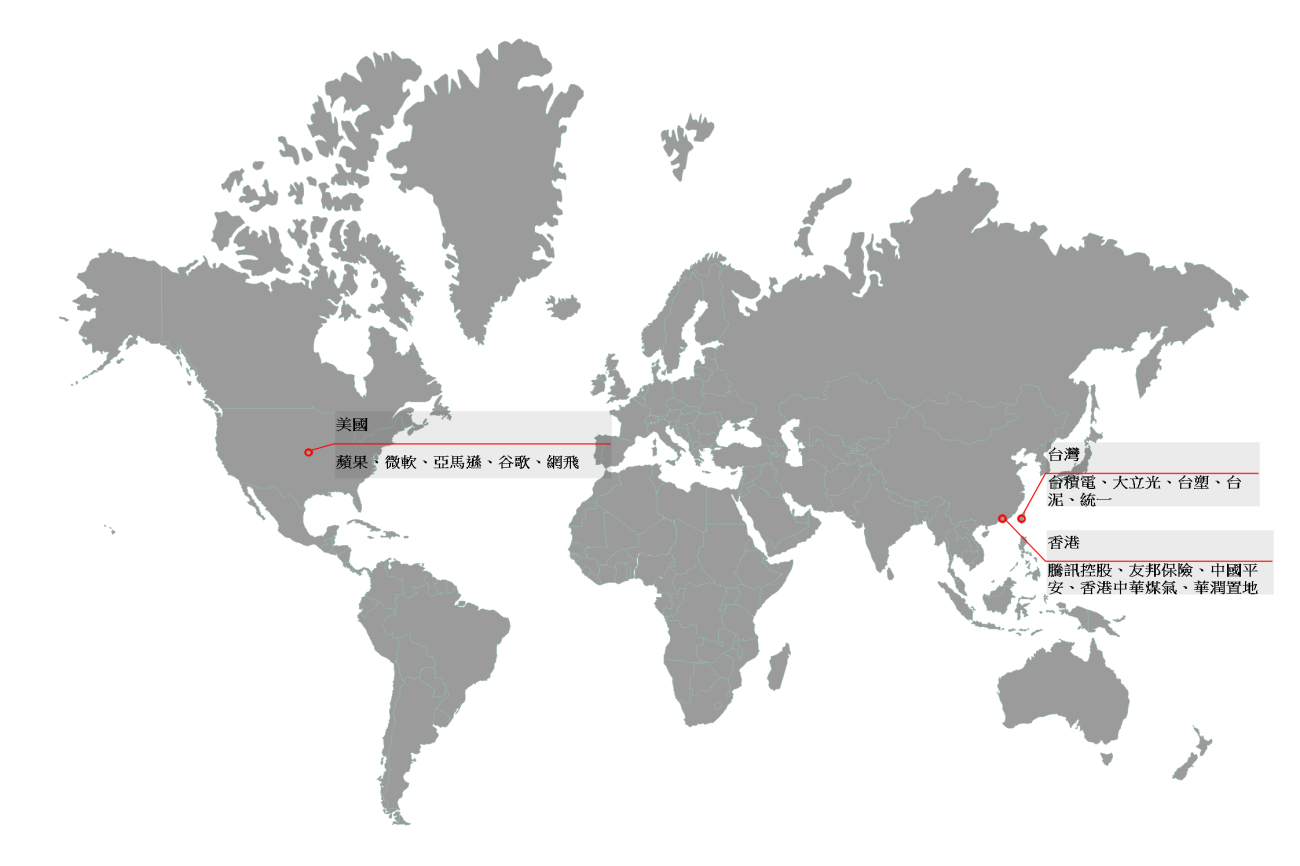 美國
蘋果、微軟、亞馬遜、谷歌、網飛
台灣
台積電、大立光、台塑、台
泥、統一
香港
騰訊控股、友邦保險、中國平
安、香港中華煤氣、華潤置地